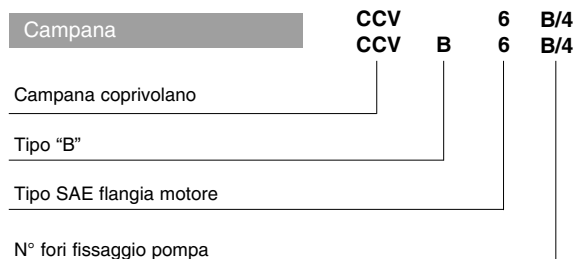 Campana
CCV 6 B/4
CCV B 6 B/4
Campana coprivolano
Tipo “B”
Tipo SAE flangia motore
N° fori fissaggio pompa